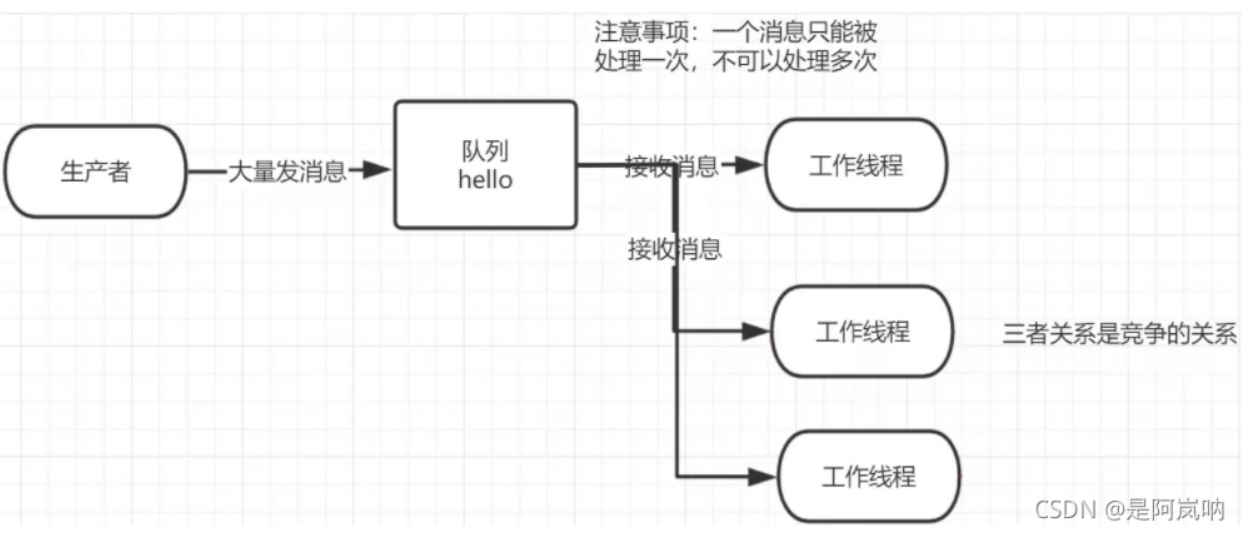 注意事项：一个消息只能被
处理一次，不可以处理多次
生产者
大量发消息
队列
hello
接收消息
工作线程
接收消息
工作线程
三者关系是竞争的关系
工作线程
CSDN @是阿岚呐